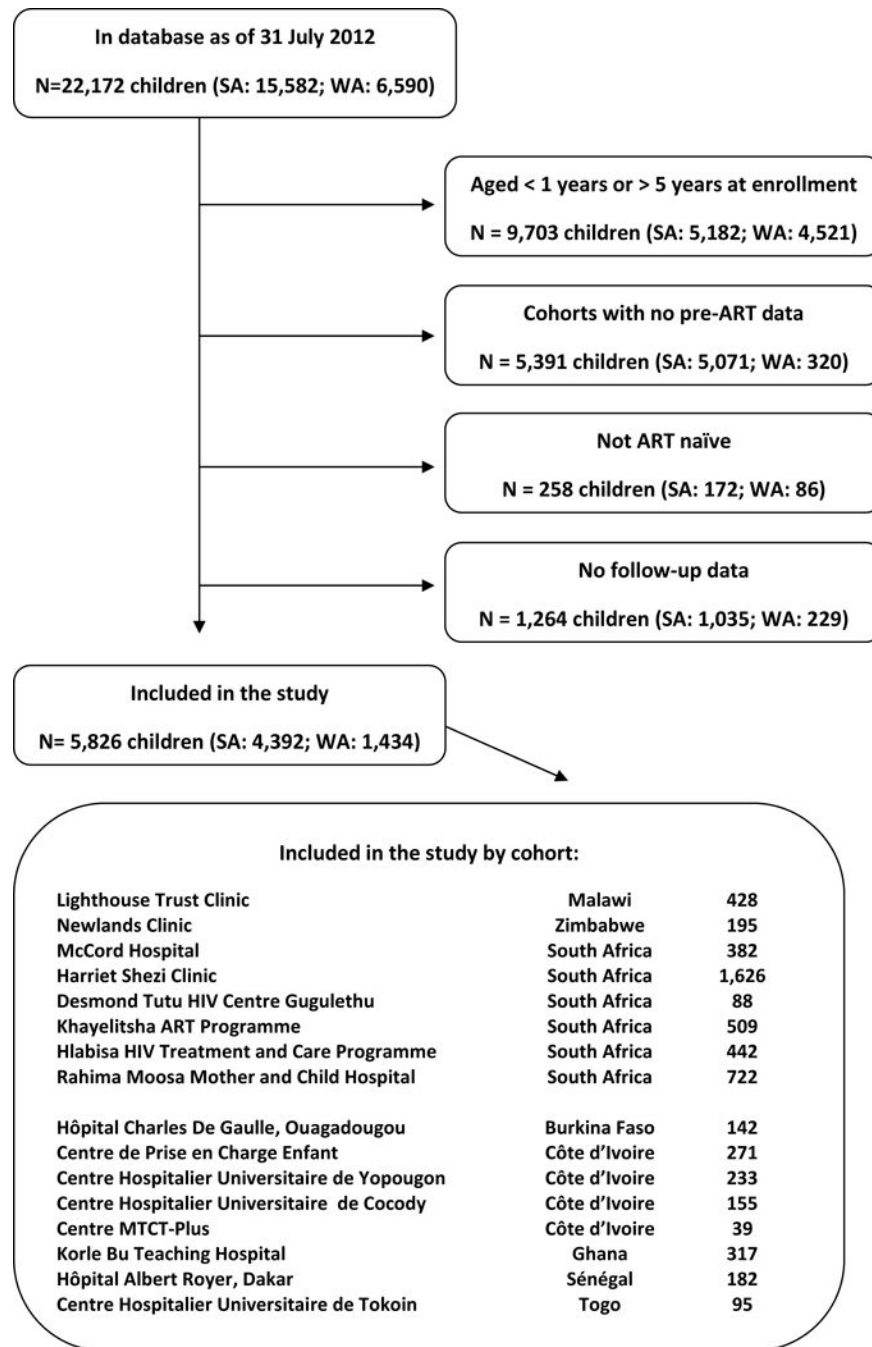 In database as of 31 July 2012
N=22,172 children (SA: 15,582; WA: 6,590)
Aged < 1 years or > 5 years at enrollment
N = 9,703 children (SA: 5,182; WA: 4,521)
Cohorts with no pre-ART data
N = 5,391 children (SA: 5,071; WA: 320)
Not ART naïve
N = 258 children (SA: 172; WA: 86)
No follow-up data
N = 1,264 children (SA: 1,035; WA: 229)
Included in the study
N= 5,826 children (SA: 4,392; WA: 1,434)
Included in the study by cohort:
Lighthouse Trust Clinic Malawi 428
Newlands Clinic Zimbabwe 195
McCord Hospital South Africa 382
Harriet Shezi Clinic South Africa 1,626
Desmond Tutu HIV Centre Gugulethu South Africa 88
Khayelitsha ART Programme South Africa 509
Hlabisa HIV Treatment and Care Programme South Africa 442
Rahima Moosa Mother and Child Hospital South Africa 722
Hôpital Charles De Gaulle, Ouagadougou Burkina Faso 142
Centre de Prise en Charge Enfant Côte d’Ivoire 271
Centre Hospitalier Universitaire de Yopougon Côte d’Ivoire 233
Centre Hospitalier Universitaire de Cocody Côte d’Ivoire 155
Centre MTCT-Plus Côte d’Ivoire 39
Korle Bu Teaching Hospital Ghana 317
Hôpital Albert Royer, Dakar Sénégal 182
Centre Hospitalier Universitaire de Tokoin Togo 95